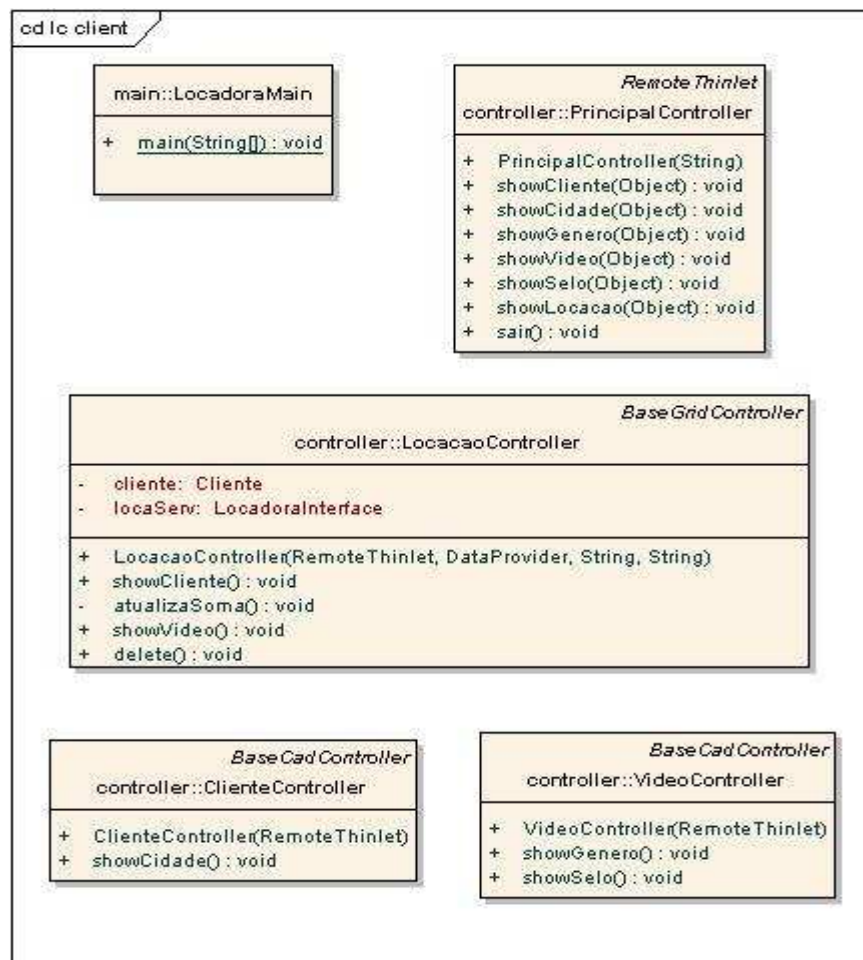 cd lc client
main::LocadoraMain
+ main(String[]) : void
RemoteThinlet
controller::PrincipalController
+ PrincipalController(String)
+ showCliente(Object) : void
+ showCidade(Object) : void
+ showGenero(Object) : void
+ showVideo(Object) : void
+ showSelo(Object) : void
+ showLocacao(Object) : void
+ sair() : void
BaseGridController
controller::LocacaoController
- cliente: Cliente
- locaServ: LocadoraInterface
+ LocacaoController(RemoteThinlet, DataProvider, String, String)
+ showCliente() : void
- atualizaSoma() : void
+ showVideo() : void
+ delete() : void
BaseCadController
controller::ClienteController
+ ClienteController(RemoteThinlet)
+ showCidade() : void
BaseCadController
controller::VideoController
+ VideoController(RemoteThinlet)
+ showGenero() : void
+ showSelo() : void